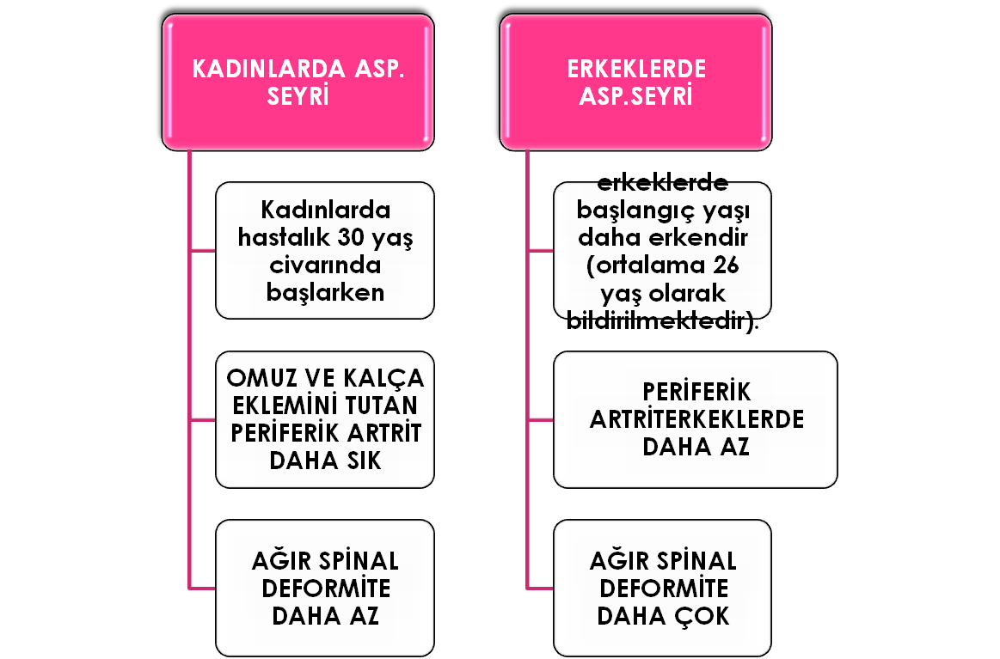 KADINLARDA ASP.
SEYRİ
Kadınlarda
hastalık 30 yaş
civarında
başlarken
OMUZ VE KALÇA
EKLEMİNİ TUTAN
PERİFERİK ARTRİT
DAHA SIK
AĞIR SPİNAL
DEFORMİTE
DAHA AZ
ERKEKLERDE
ASP.SEYRİ
erkeklerde
başlangıç yaşı
daha erkendir
(ortalama 26
yaş olarak
bildirilmektedir).
PERİFERİK
ARTRİTERKEKLERDE
DAHA AZ
AĞIR SPİNAL
DEFORMİTE
DAHA ÇOK